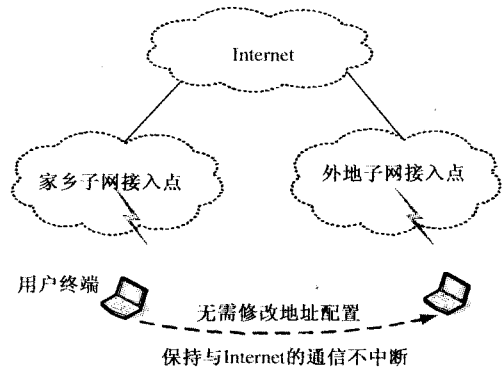 Internet
家乡子网接入点
外地子网接入点
用户终端
无需修改地址配置
保持与Internet的通信不中断